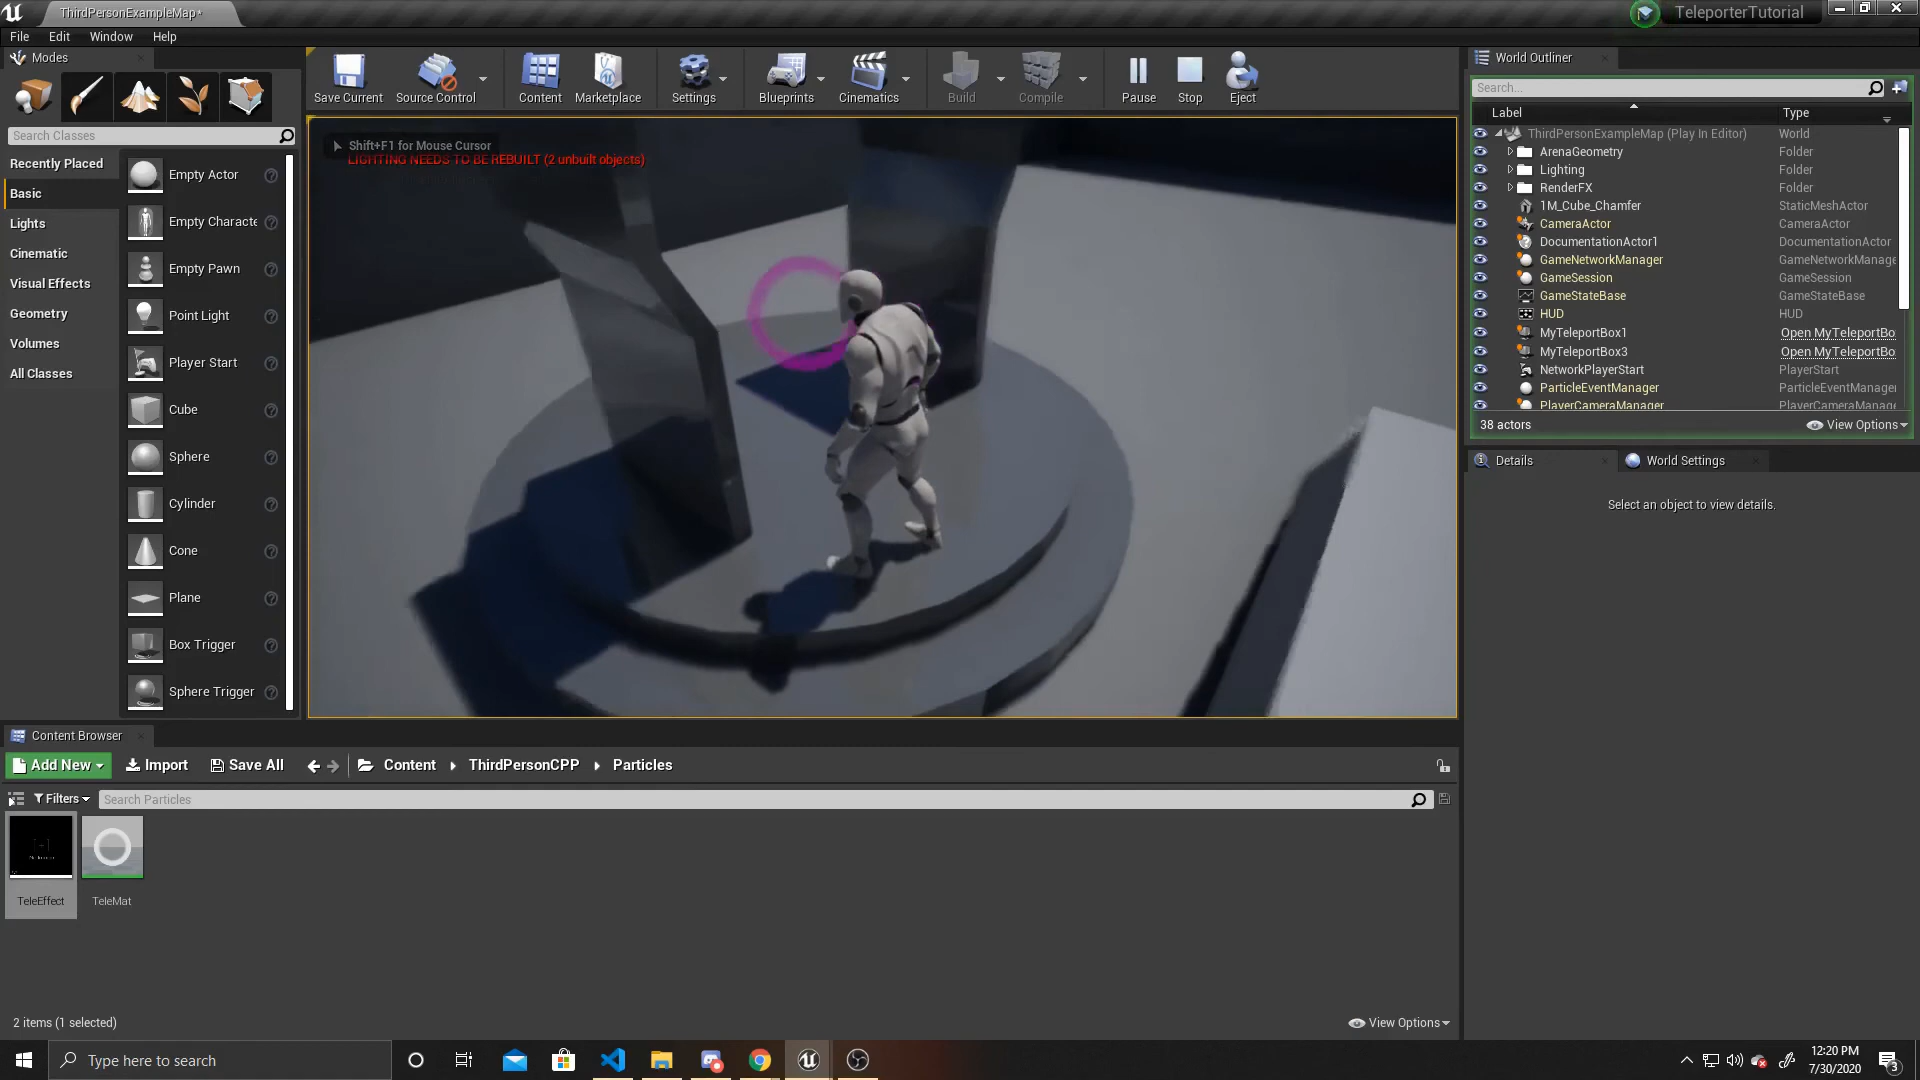 ThirdPersonExampleMap*
TeleporterTutorial
File Edit Window Help
Modes
Search Classes
Recently Placed
Basic
Lights
Cinematic
Visual Effects
Geometry
Volumes
All Classes
Empty Actor
Empty Characte
Empty Pawn
Point Light
Player Start
Cube
Sphere
Cylinder
Cone
Plane
Box Trigger
Sphere Trigger
Save Current Source Control Content Marketplace Settings Blueprints Cinematics Build Compile Pause Stop Eject
Shift+F1 for Mouse Cursor
LIGHTING NEEDS TO BE REBUILT (2 unbuilt objects)
World Outliner
Search...
Label Type
ThirdPersonExampleMap (Play In Editor) World
ArenaGeometry Folder
Lighting Folder
RenderFX Folder
1M_Cube_Chamfer StaticMeshActor
CameraActor CameraActor
DocumentationActor1 DocumentationActor
GameNetworkManager GameNetworkManage
GameSession GameSession
GameStateBase GameStateBase
HUD HUD
MyTeleportBox1 Open MyTeleportBo
MyTeleportBox3 Open MyTeleportBo
NetworkPlayerStart PlayerStart
ParticleEventManager ParticleEventManager
PlayerCameraManager PlayerCameraManage
38 actors View Options
Details World Settings
Select an object to view details.
Content Browser
Add New Import Save All Content ThirdPersonCPP Particles
Filters Search Particles
TeleEffect TeleMat
2 items (1 selected) View Options
Type here to search
12:20 PM
7/30/2020
3